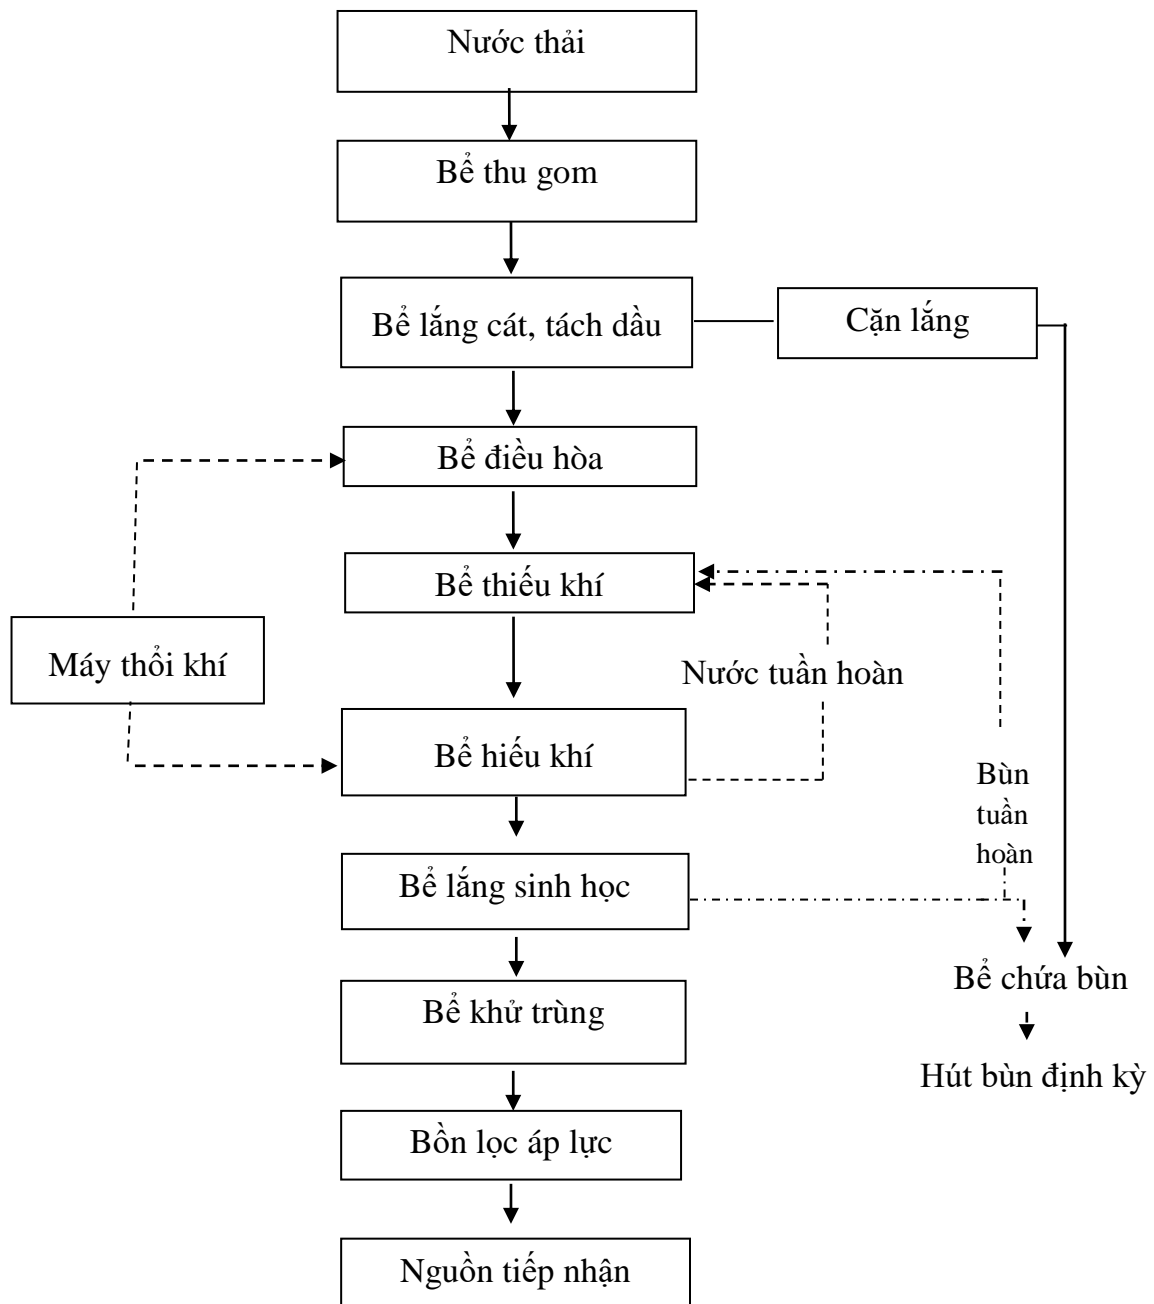 Nước thải
Bể thu gom
Bể lắng cát, tách dầu
Cặn lắng
Bể điều hòa
Bể thiếu khí
Máy thổi khí
Nước tuần hoàn
Bể hiếu khí
Bùn
tuần
hoàn
Bể lắng sinh học
Bể chứa bùn
Bể khử trùng
Hút bùn định kỳ
Bồn lọc áp lực
Nguồn tiếp nhận